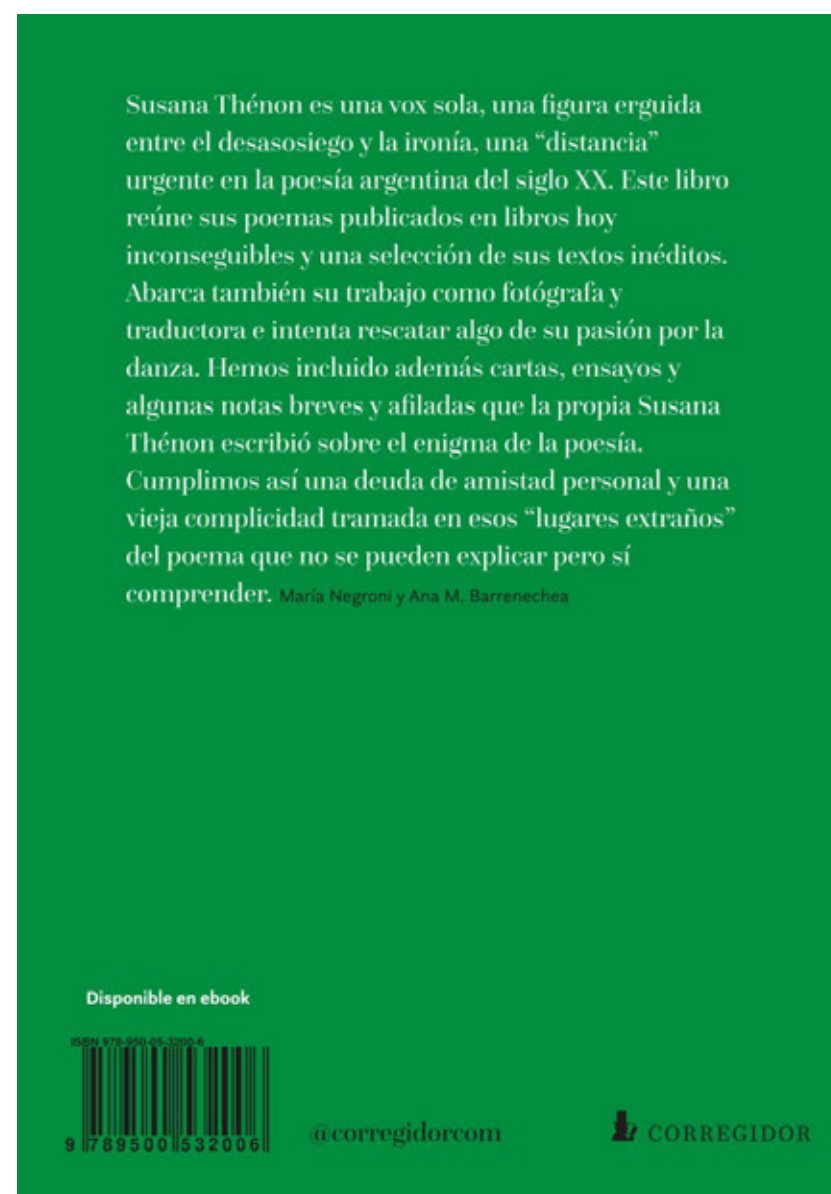 Susana Thénon es una vox sola, una figura erguida
entre el desasosiego y la ironía, una “distancia”
urgente en la poesía argentina del siglo XX. Este libro
reúne sus poemas publicados en libros hoy
inconseguibles y una selección de sus textos inéditos.
Abarca también su trabajo como fotógrafa y
traductora e intenta rescatar algo de su pasión por la
danza. Hemos incluido además cartas, ensayos y
algunas notas breves y afiladas que la propia Susana
Thénon escribió sobre el enigma de la poesía.
Cumplimos así una deuda de amistad personal y una
vieja complicidad tramada en esos “lugares extraños”
del poema que no se pueden explicar pero sí
comprender. María Negroni y Ana M. Barrenechea
Disponible en ebook
ISBN 978-950-05-3200-6
9 789500 532006
@corregidorcom
CORREGIDOR